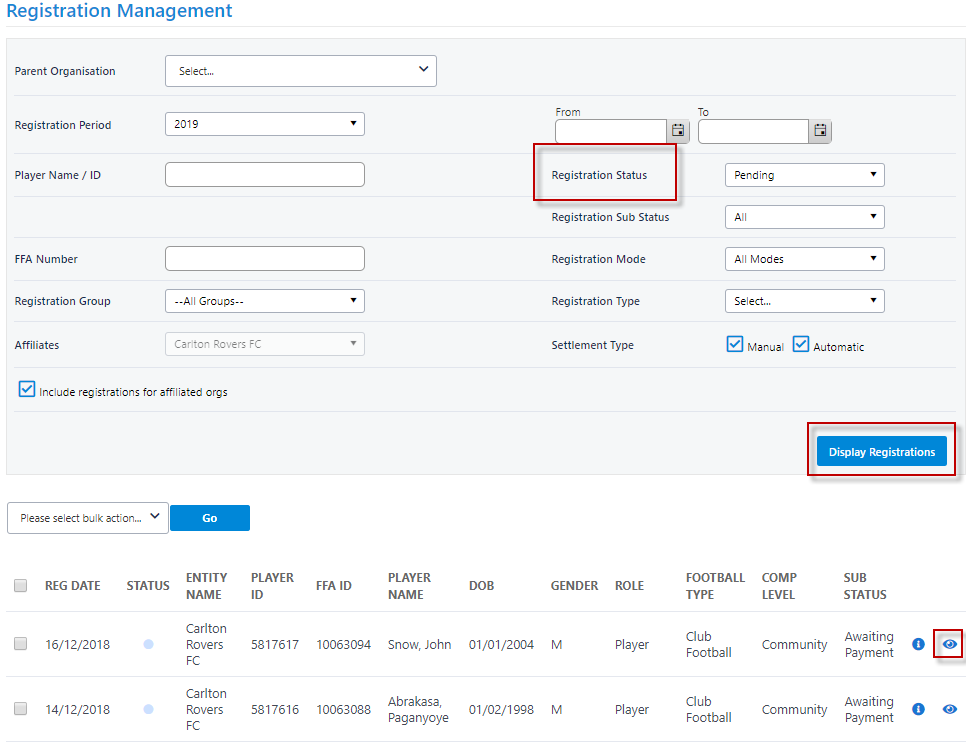 Registration Management
Parent Organisation Select...
From To
Registration Period 2019
Player Name / ID Registration Status Pending
Registration Sub Status All
FFA Number Registration Mode All Modes
Registration Group --All Groups-- Registration Type Select...
Affiliates Carlton Rovers FC Settlement Type Manual Automatic
Include registrations for affiliated orgs
Display Registrations
Please select bulk action... Go
REG DATE STATUS ENTITY NAME PLAYER ID FFA ID PLAYER NAME DOB GENDER ROLE FOOTBALL TYPE COMP LEVEL SUB STATUS
16/12/2018 Carlton Rovers FC 5817617 10063094 Snow, John 01/01/2004 M Player Club Football Community Awaiting Payment
14/12/2018 Carlton Rovers FC 5817616 10063088 Abrakasa, Paganyoye 01/02/1998 M Player Club Football Community Awaiting Payment